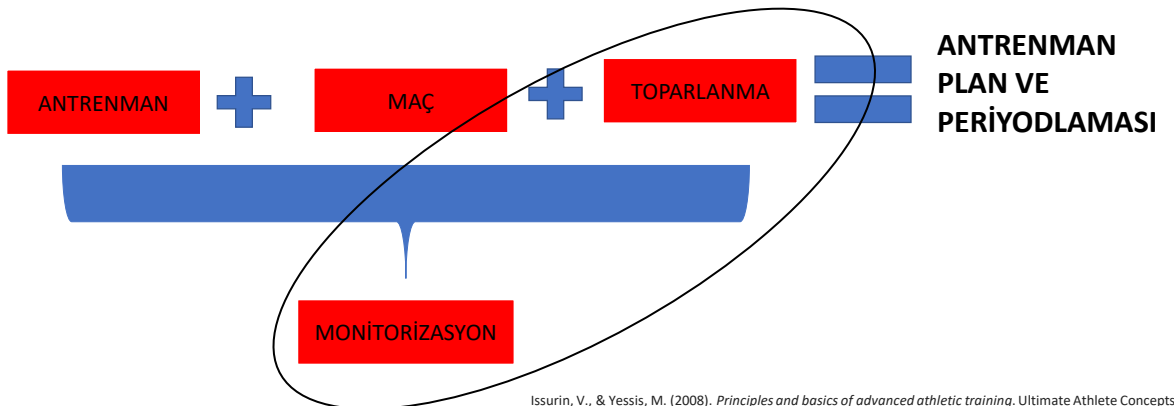 ANTRENMAN
MAÇ
TOPARLANMA
ANTRENMAN
PLAN VE
PERİYODLAMASI
MONİTORİZASYON
Issurin, V., & Yessis, M. (2008). Principles and basics of advanced athletic training. Ultimate Athlete Concepts